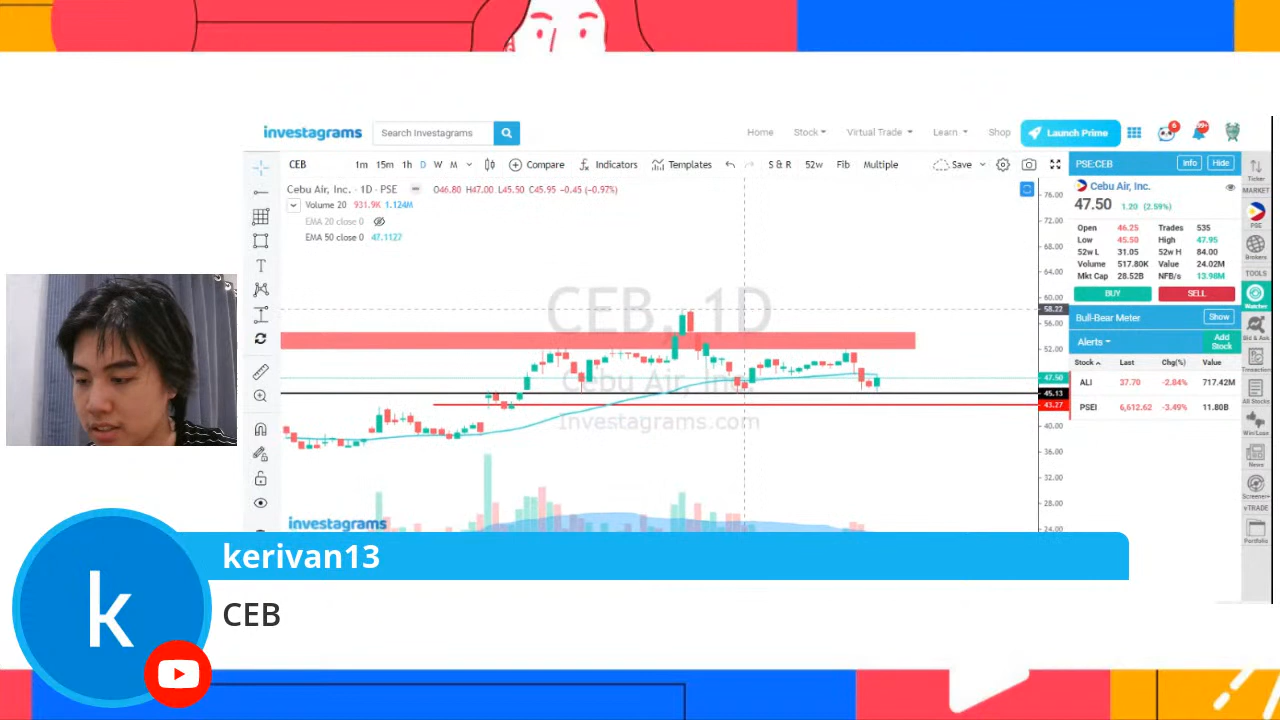 investagrams
Search Investagrams
Home
Stock
Virtual Trade
Learn
Shop
Launch Prime
6
99+
CEB
1m 15m 1h D W M
Compare
Indicators
Templates
S & R
52w
Fib
Multiple
Save
Cebu Air, Inc. · 1D · PSE
O46.80 H47.00 L45.50 C45.95 -0.45 (-0.97%)
Volume 20 931.9K 1.124M
EMA 20 close 0
EMA 50 close 0 47.1127
CEB, 1D
Cebu Air, Inc.
Investagrams.com
investagrams
76.00
72.00
68.00
64.00
60.00
58.22
56.00
52.00
47.50
45.13
43.27
40.00
36.00
32.00
28.00
24.00
PSE:CEB
Info
Hide
Cebu Air, Inc.
47.50 1.20 (2.59%)
Open 46.25 Trades 535
Low 45.50 High 47.95
52w L 31.05 52w H 84.00
Volume 517.80K Value 24.02M
Mkt Cap 28.52B NFB/s 13.98M
BUY
SELL
Bull-Bear Meter
Show
Alerts
Add Stock
Stock Last Chg(%) Value
ALI 37.70 -2.84% 717.42M
PSEI 6,612.62 -3.49% 11.80B
Ticker
MARKET
PSE
Brokers
TOOLS
Watcher
Bid & Ask
Transaction
All Stocks
News
Screener+
vTRADE
Portfolio
k
kerivan13
CEB